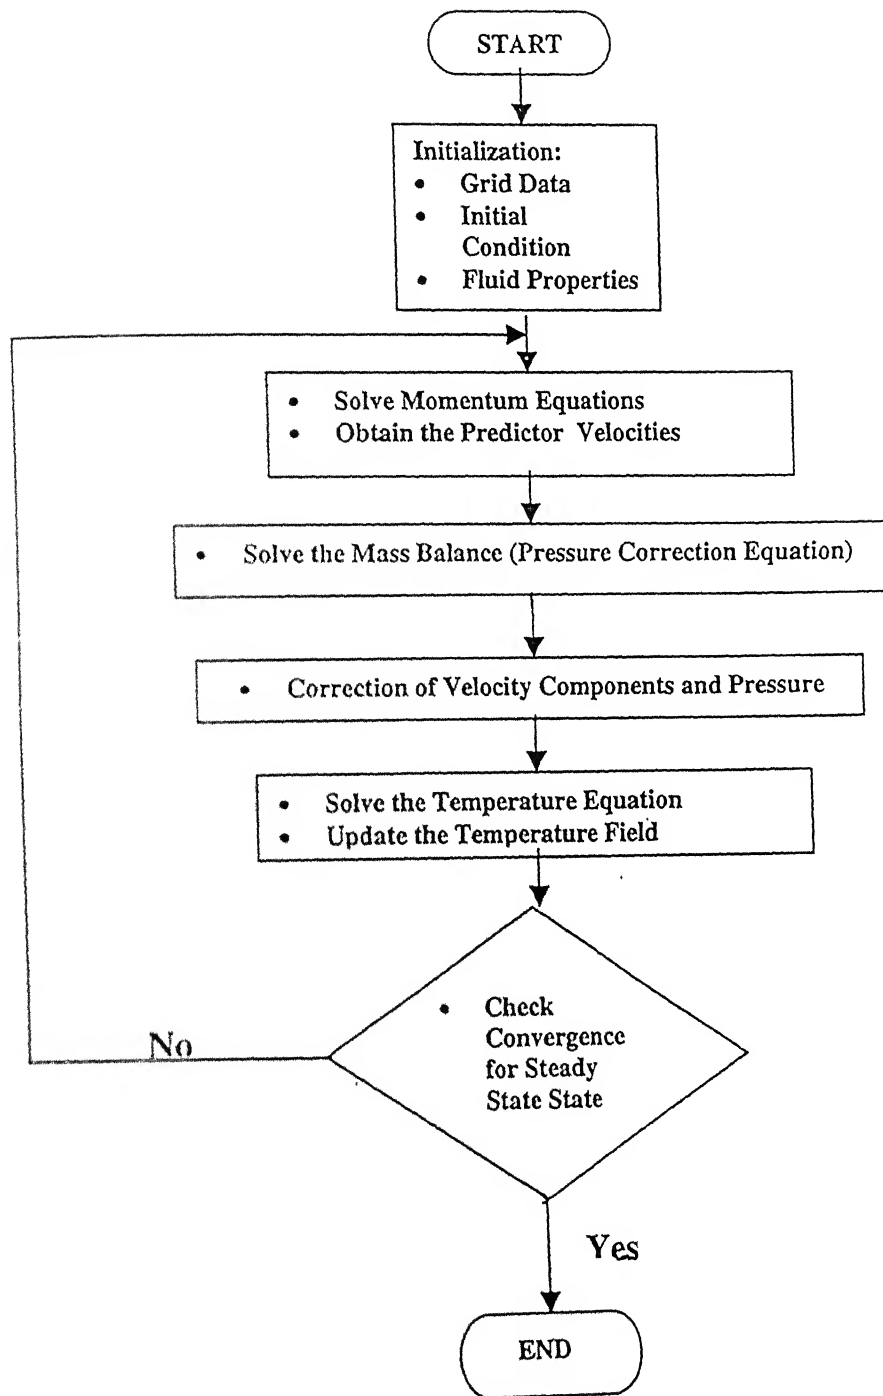 START
Initialization:
• Grid Data
• Initial
Condition
• Fluid Properties
• Solve Momentum Equations
• Obtain the Predictor Velocities
• Solve the Mass Balance (Pressure Correction Equation)
• Correction of Velocity Components and Pressure
• Solve the Temperature Equation
• Update the Temperature Field
• Check
Convergence
for Steady
State State
No
Yes
END